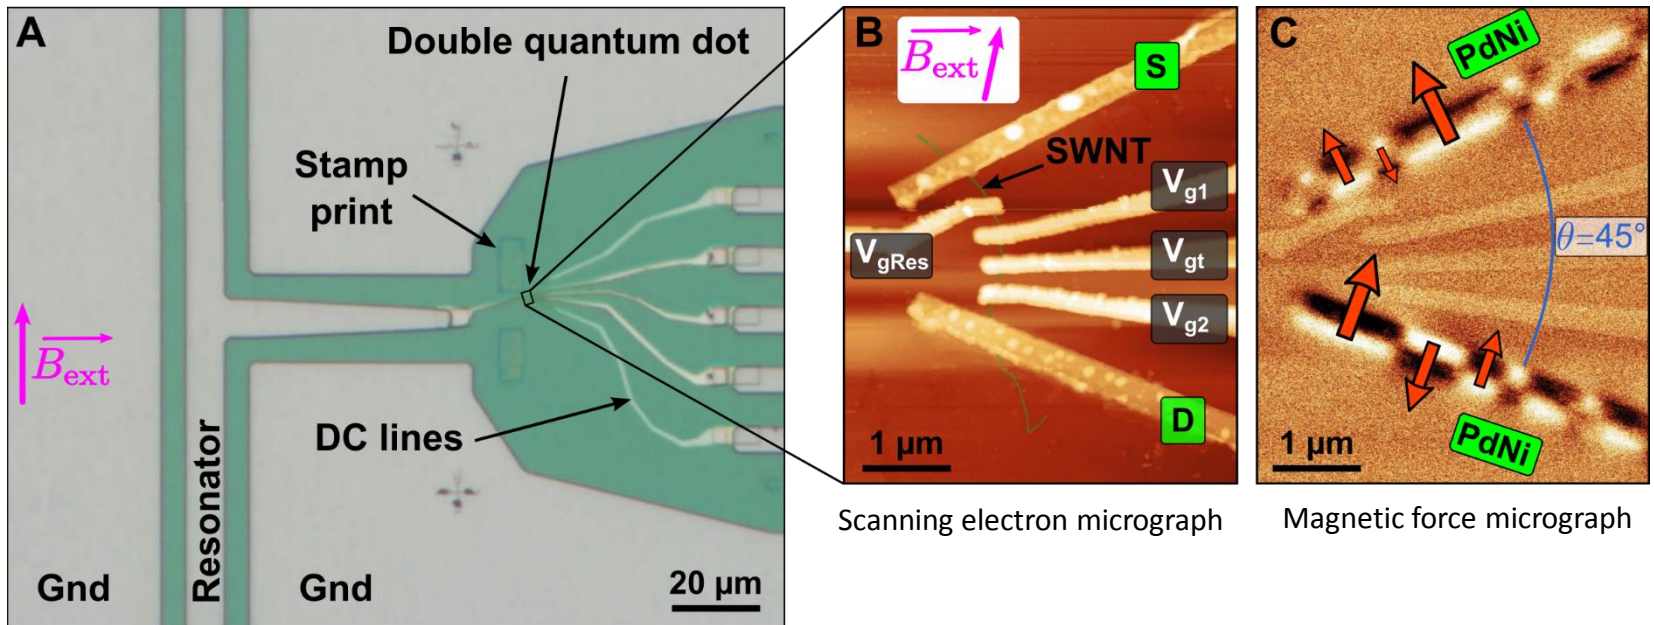 A
Double quantum dot
Stamp
print
B_ext
DC lines
Resonator
Gnd
Gnd
20 µm
B
B_ext
S
SWNT
V_g1
V_gRes
V_gt
V_g2
D
1 µm
Scanning electron micrograph
C
PdNi
θ=45°
PdNi
1 µm
Magnetic force micrograph